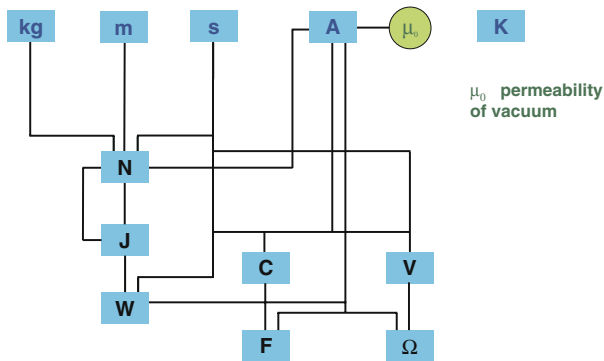 kg m s A μ₀ K
μ₀ permeability
of vacuum
N
J
C V
W
F Ω